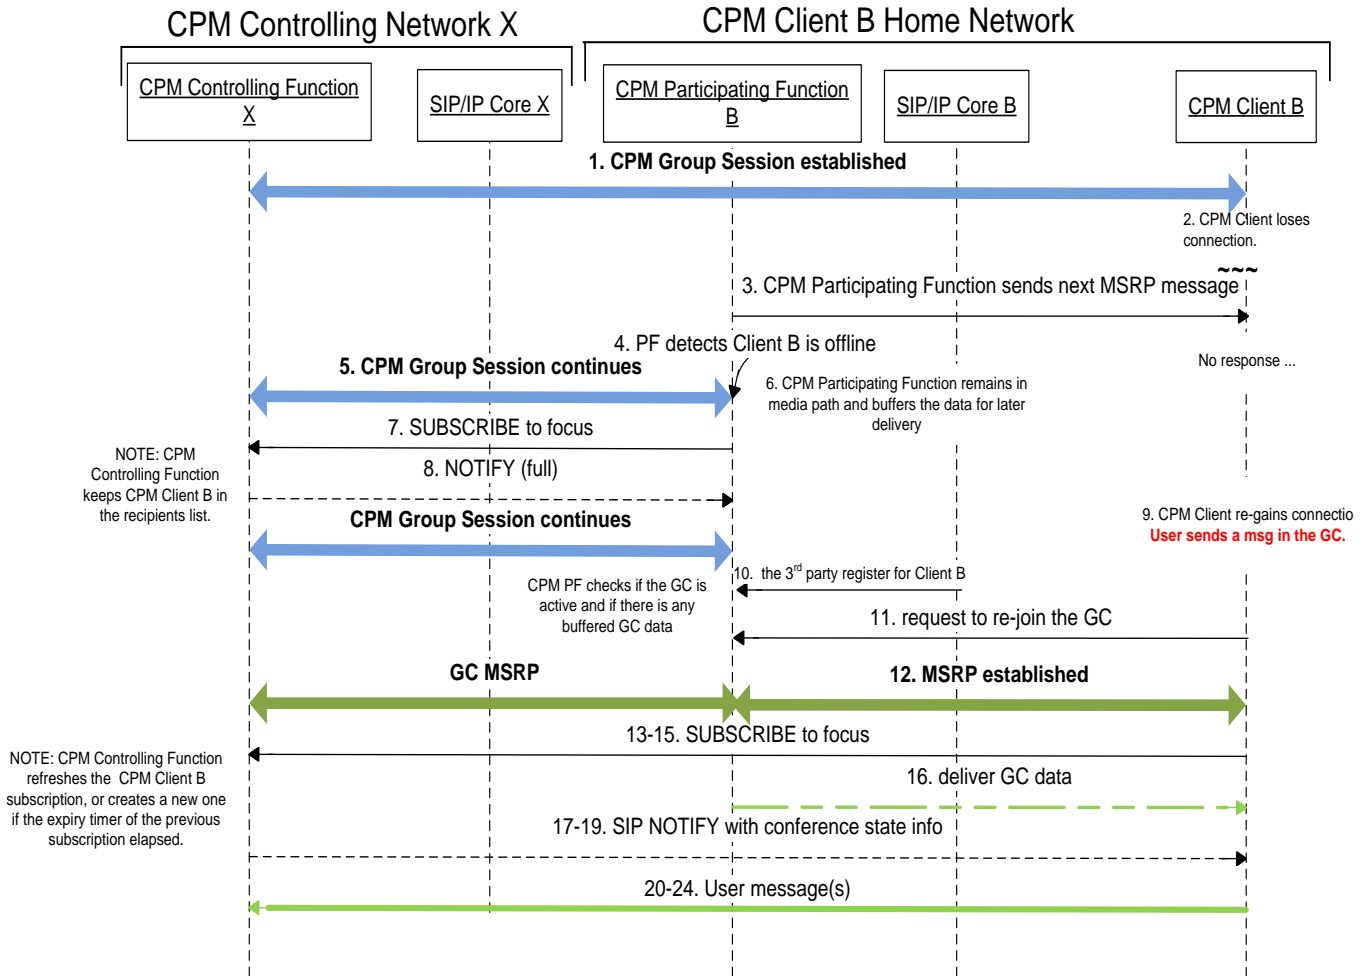 CPM Controlling Network X
CPM Client B Home Network
CPM Controlling Function
X
SIP/IP Core X
CPM Participating Function
B
SIP/IP Core B
CPM Client B
1. CPM Group Session established
2. CPM Client loses
connection.
~~~
3. CPM Participating Function sends next MSRP message
4. PF detects Client B is offline
No response ...
5. CPM Group Session continues
6. CPM Participating Function remains in
media path and buffers the data for later
delivery
7. SUBSCRIBE to focus
NOTE: CPM
Controlling Function
keeps CPM Client B in
the recipients list.
8. NOTIFY (full)
CPM Group Session continues
9. CPM Client re-gains connectio
User sends a msg in the GC.
10. the 3rd party register for Client B
CPM PF checks if the GC is
active and if there is any
buffered GC data
11. request to re-join the GC
GC MSRP
12. MSRP established
13-15. SUBSCRIBE to focus
NOTE: CPM Controlling Function
refreshes the CPM Client B
subscription, or creates a new one
if the expiry timer of the previous
subscription elapsed.
16. deliver GC data
17-19. SIP NOTIFY with conference state info
20-24. User message(s)